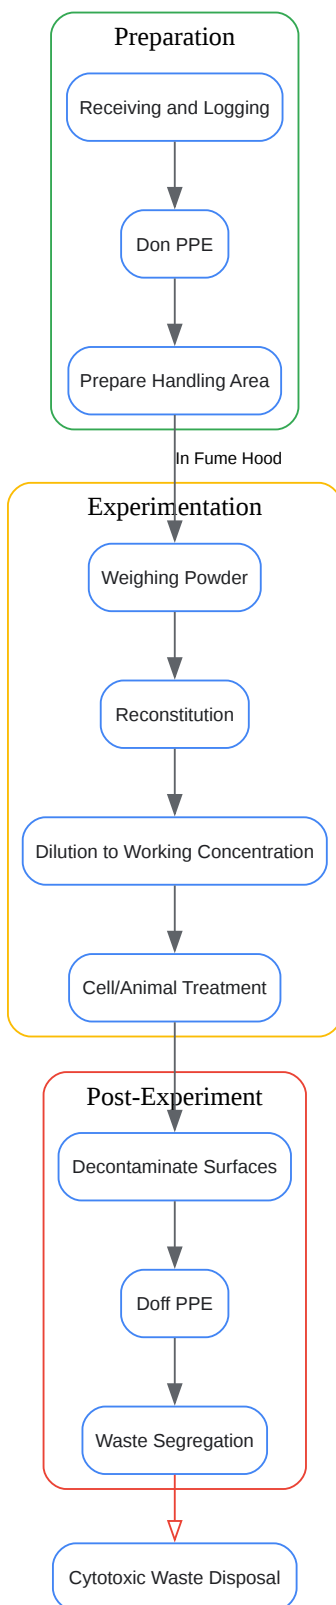 Preparation
Receiving and Logging
Don PPE
Prepare Handling Area
In Fume Hood
Experimentation
Weighing Powder
Reconstitution
Dilution to Working Concentration
Cell/Animal Treatment
Post-Experiment
Decontaminate Surfaces
Doff PPE
Waste Segregation
Cytotoxic Waste Disposal